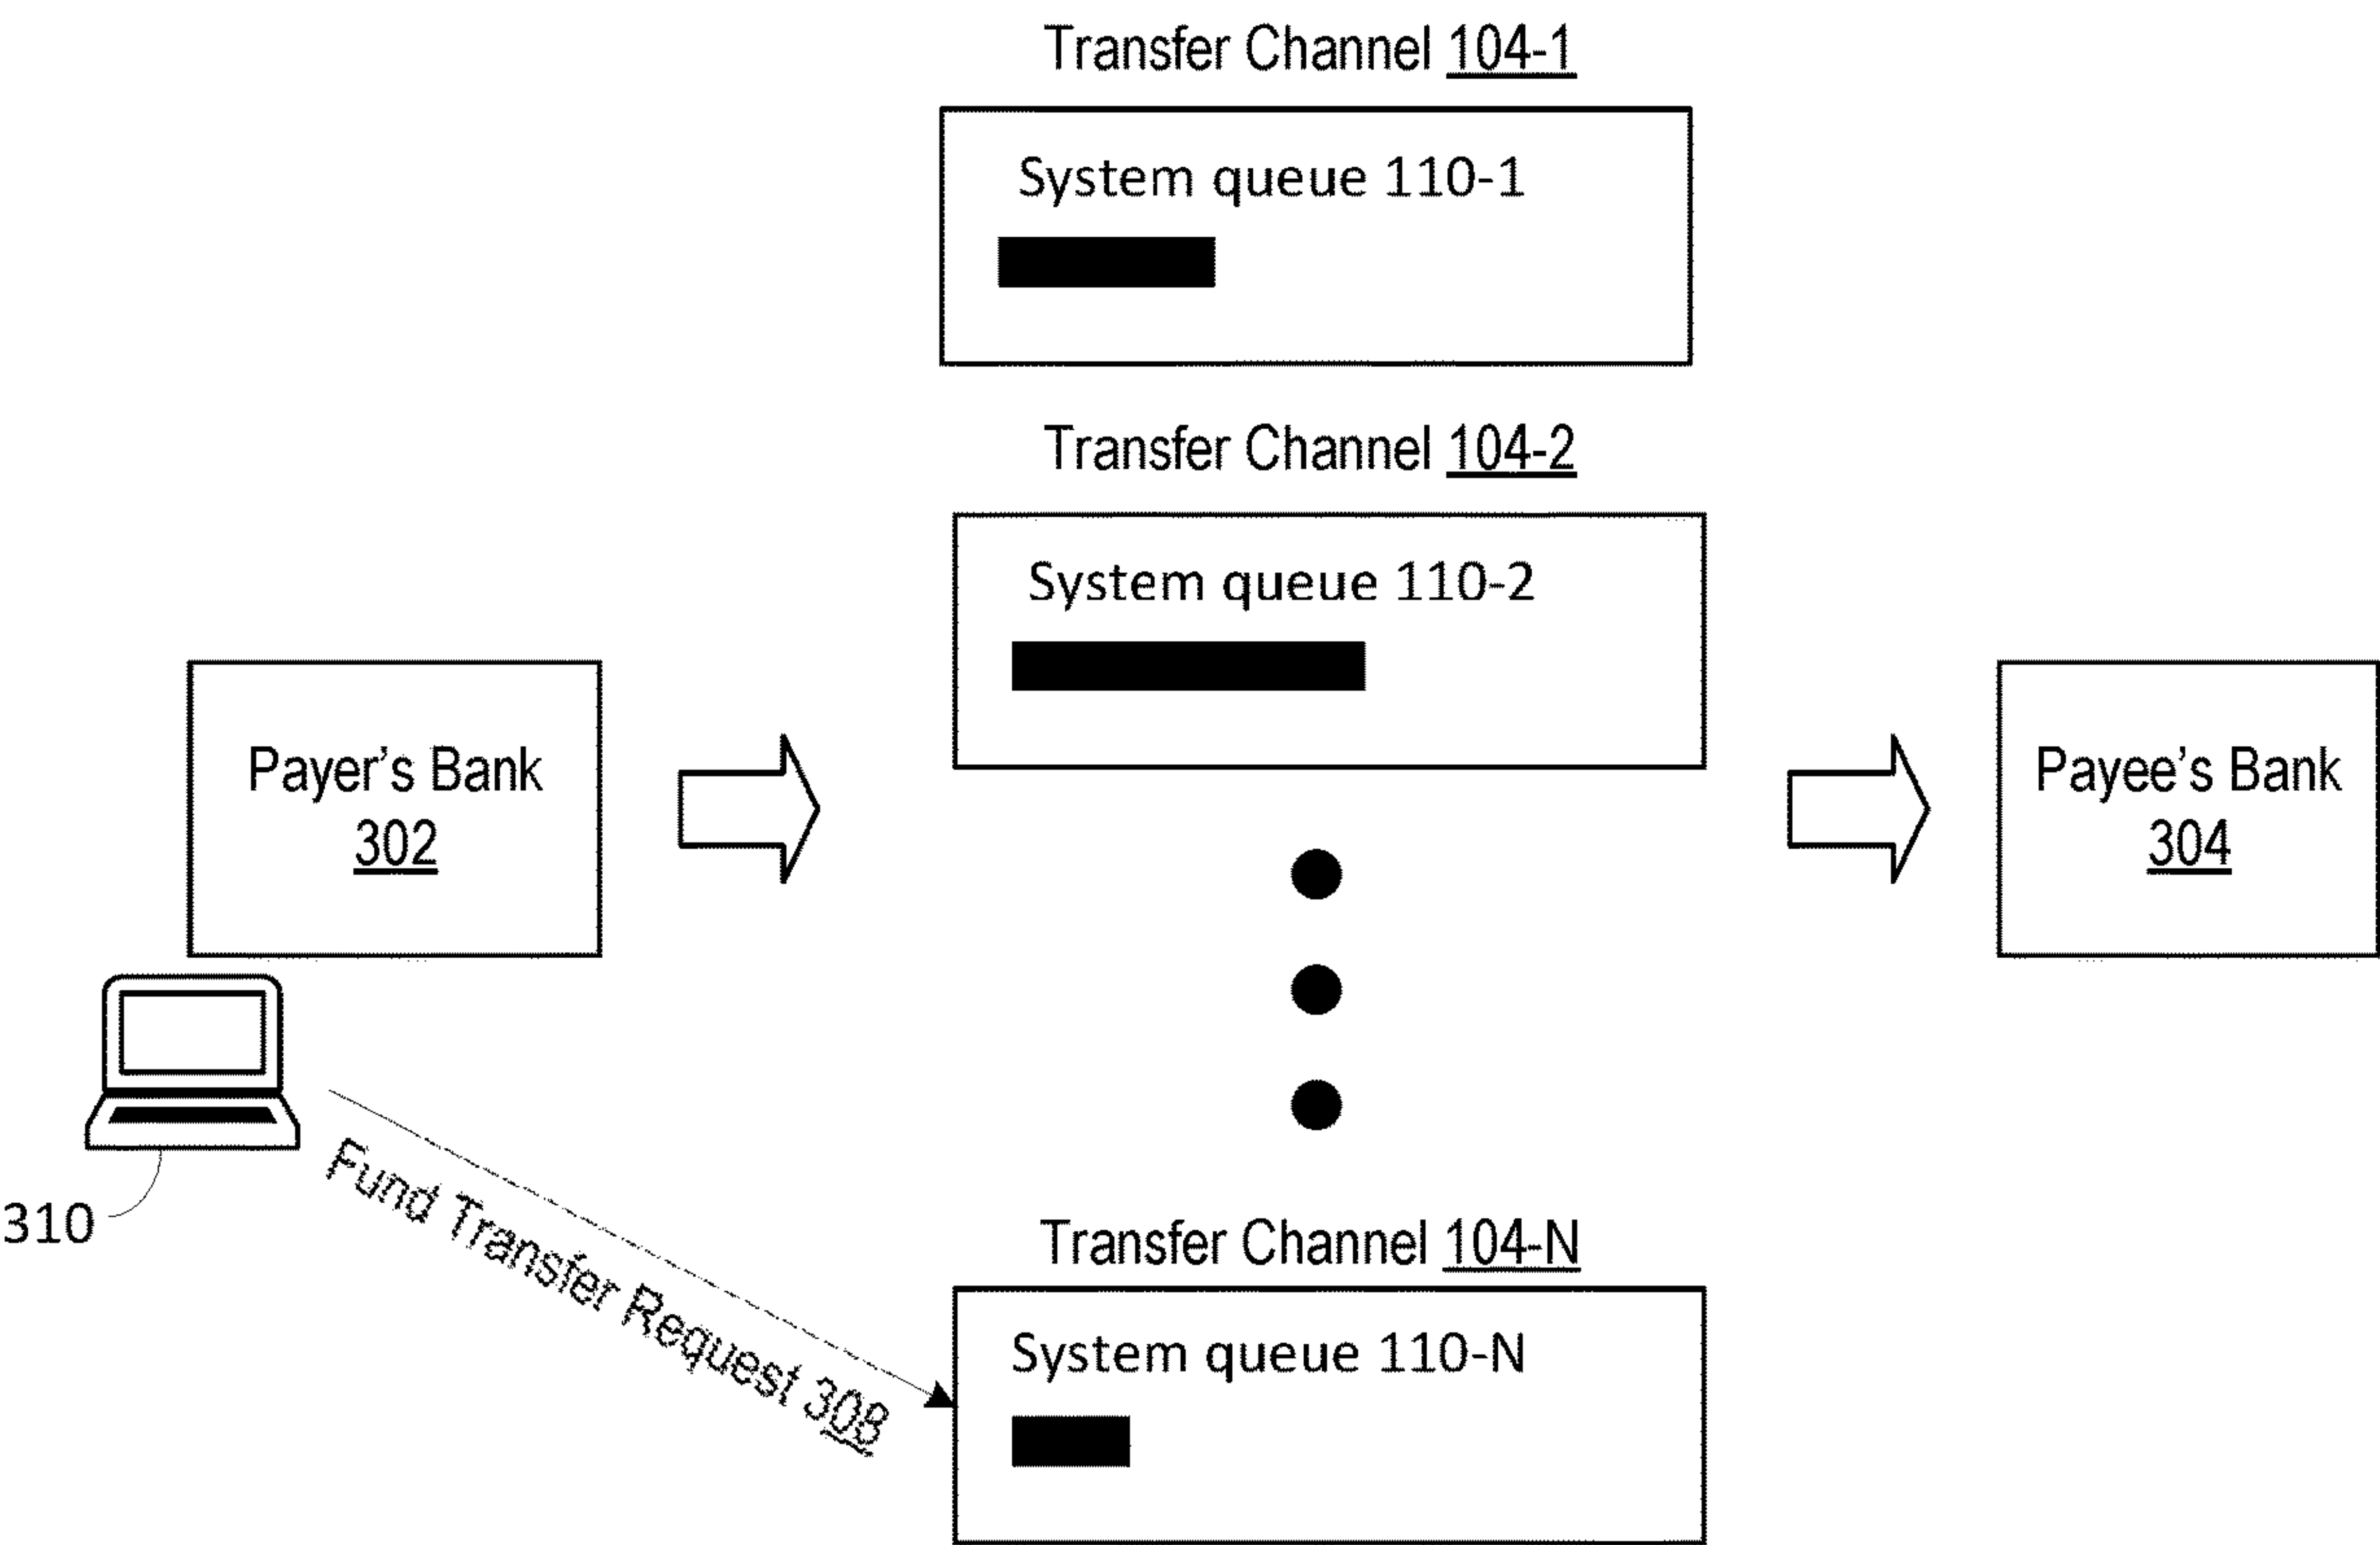 Transfer Channel 104-1
System queue 110-1
Transfer Channel 104-2
System queue 110-2
Payer's Bank
302
Payee's Bank
304
310
Fund Transfer Request 308
Transfer Channel 104-N
System queue 110-N